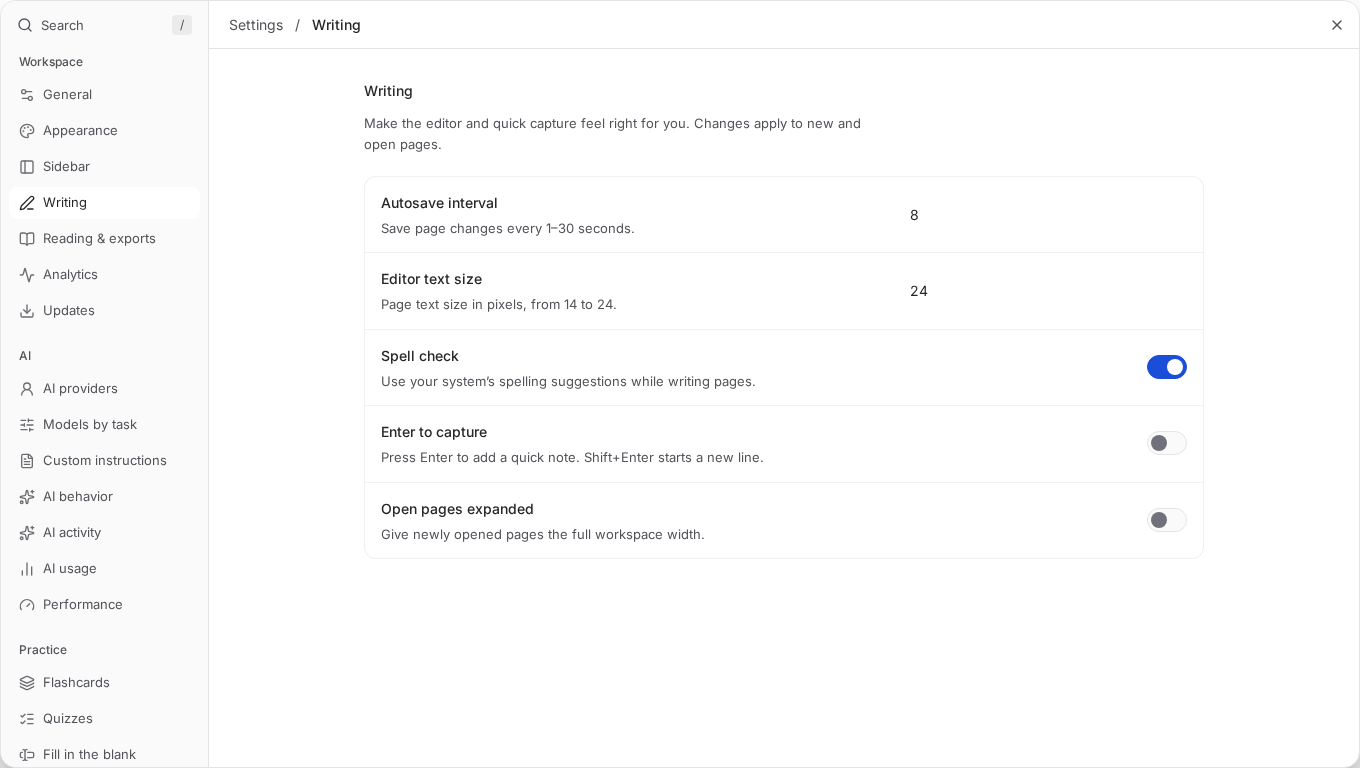 Search
/
Workspace
General
Appearance
Sidebar
Writing
Reading & exports
Analytics
Updates
AI
AI providers
Models by task
Custom instructions
AI behavior
AI activity
AI usage
Performance
Practice
Flashcards
Quizzes
Fill in the blank
Settings / Writing
Writing
Make the editor and quick capture feel right for you. Changes apply to new and
open pages.
Autosave interval
Save page changes every 1–30 seconds.
8
Editor text size
Page text size in pixels, from 14 to 24.
24
Spell check
Use your system’s spelling suggestions while writing pages.
Enter to capture
Press Enter to add a quick note. Shift+Enter starts a new line.
Open pages expanded
Give newly opened pages the full workspace width.